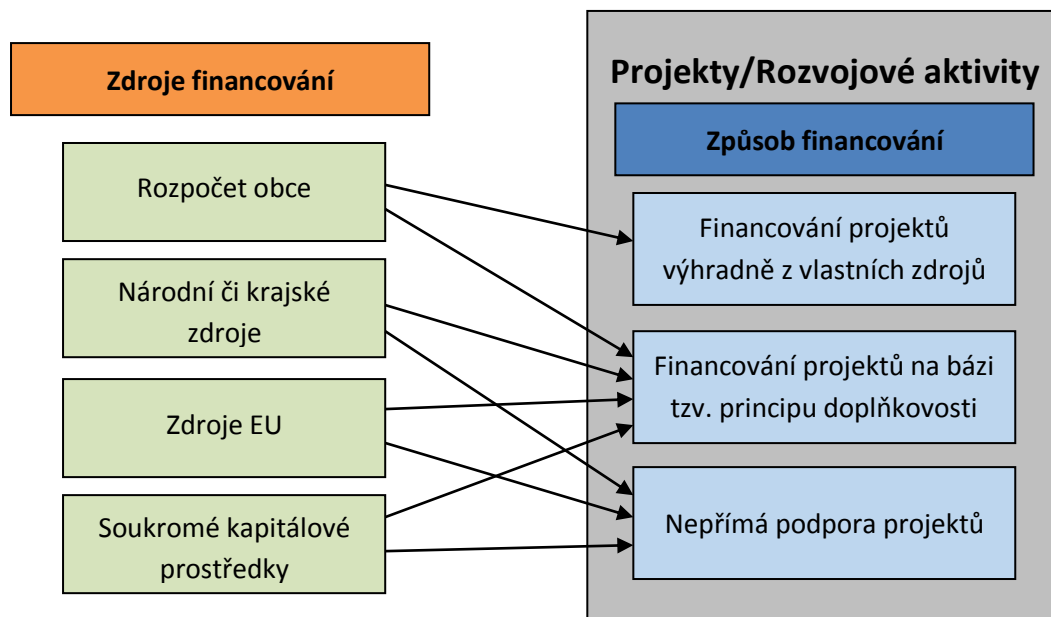 Zdroje financování
Rozpočet obce
Národní či krajské
zdroje
Zdroje EU
Soukromé kapitálové
prostředky
Projekty/Rozvojové aktivity
Způsob financování
Financování projektů
výhradně z vlastních zdrojů
Financování projektů na bázi
tzv. principu doplňkovosti
Nepřímá podpora projektů